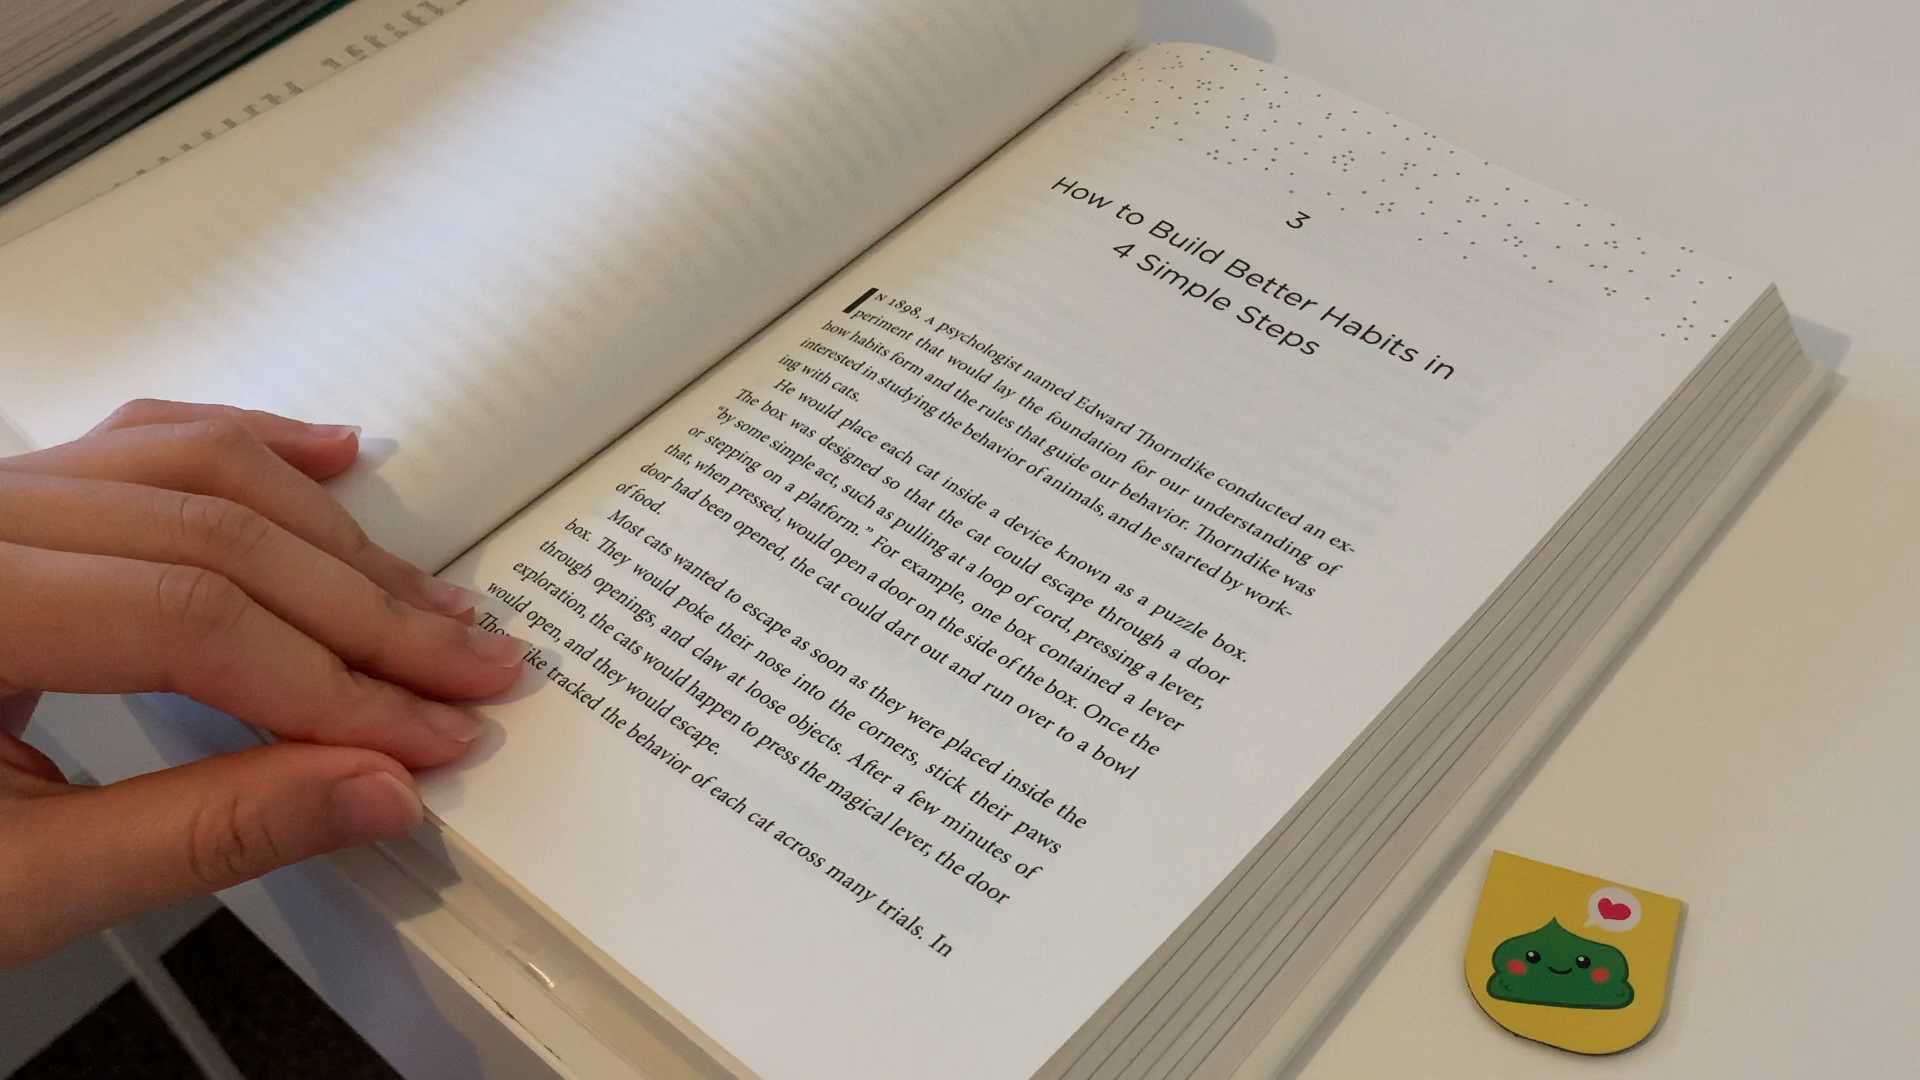 3
How to Build Better Habits in
4 Simple Steps
IN 1898, A psychologist named Edward Thorndike conducted an ex-
periment that would lay the foundation for our understanding of
how habits form and the rules that guide our behavior. Thorndike was
interested in studying the behavior of animals, and he started by work-
ing with cats.
He would place each cat inside a device known as a puzzle box.
The box was designed so that the cat could escape through a door
“by some simple act, such as pulling at a loop of cord, pressing a lever,
or stepping on a platform.” For example, one box contained a lever
that, when pressed, would open a door on the side of the box. Once the
door had been opened, the cat could dart out and run over to a bowl
of food.
Most cats wanted to escape as soon as they were placed inside the
box. They would poke their nose into the corners, stick their paws
through openings, and claw at loose objects. After a few minutes of
exploration, the cats would happen to press the magical lever, the door
would open, and they would escape.
tracked the behavior of each cat across many trials. In